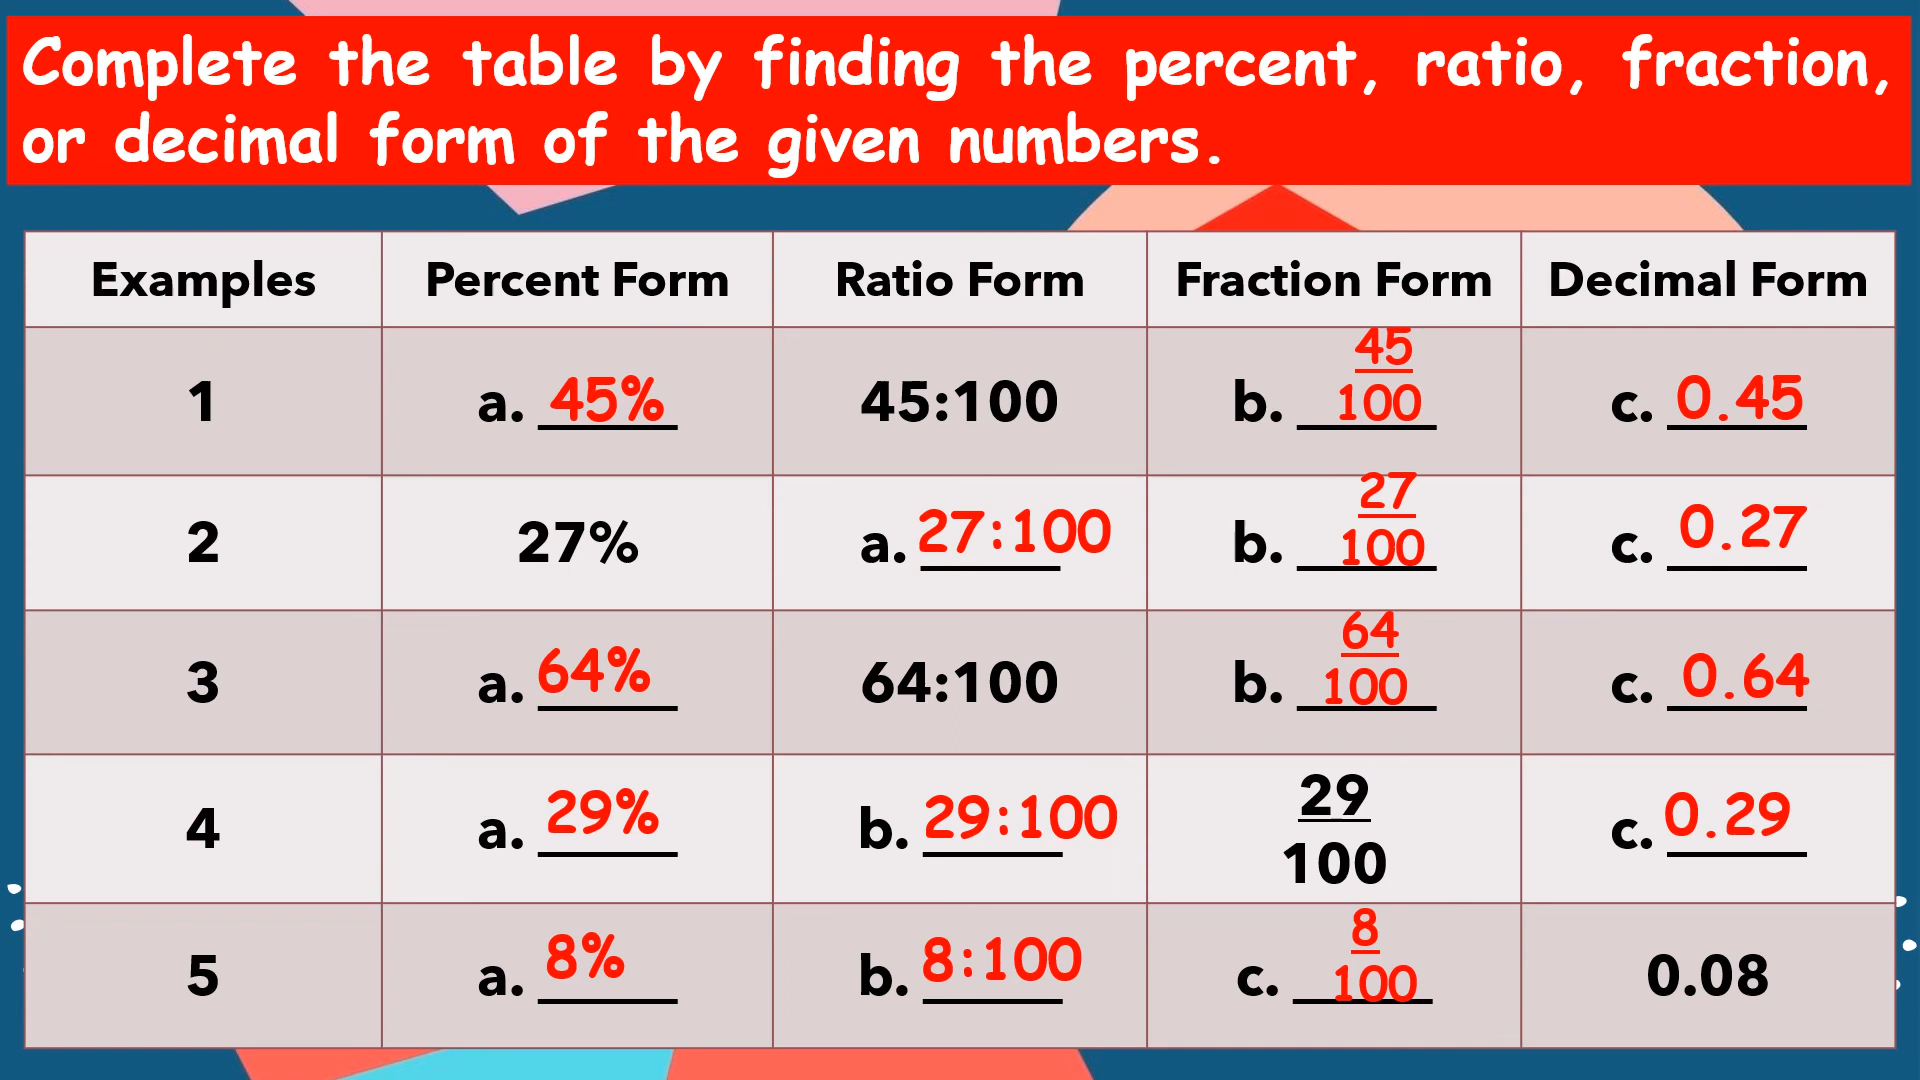 Complete the table by finding the percent, ratio, fraction,
or decimal form of the given numbers.
Examples Percent Form Ratio Form Fraction Form Decimal Form
1 a. 45% 45:100 b. 45/100 c. 0.45
2 27% a. 27:100 b. 27/100 c. 0.27
3 a. 64% 64:100 b. 64/100 c. 0.64
4 a. 29% b. 29:100 29/100 c. 0.29
5 a. 8% b. 8:100 c. 8/100 0.08